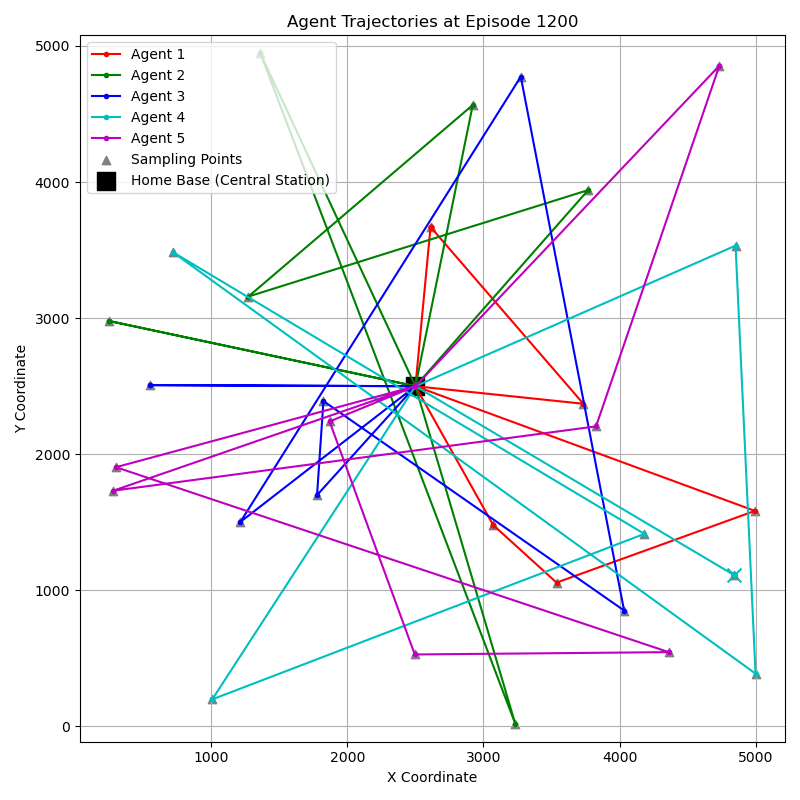 Agent Trajectories at Episode 1200
Agent 1
Agent 2
Agent 3
Agent 4
Agent 5
Sampling Points
Home Base (Central Station)
5000
4000
3000
2000
1000
0
Y Coordinate
1000
2000
3000
4000
5000
X Coordinate